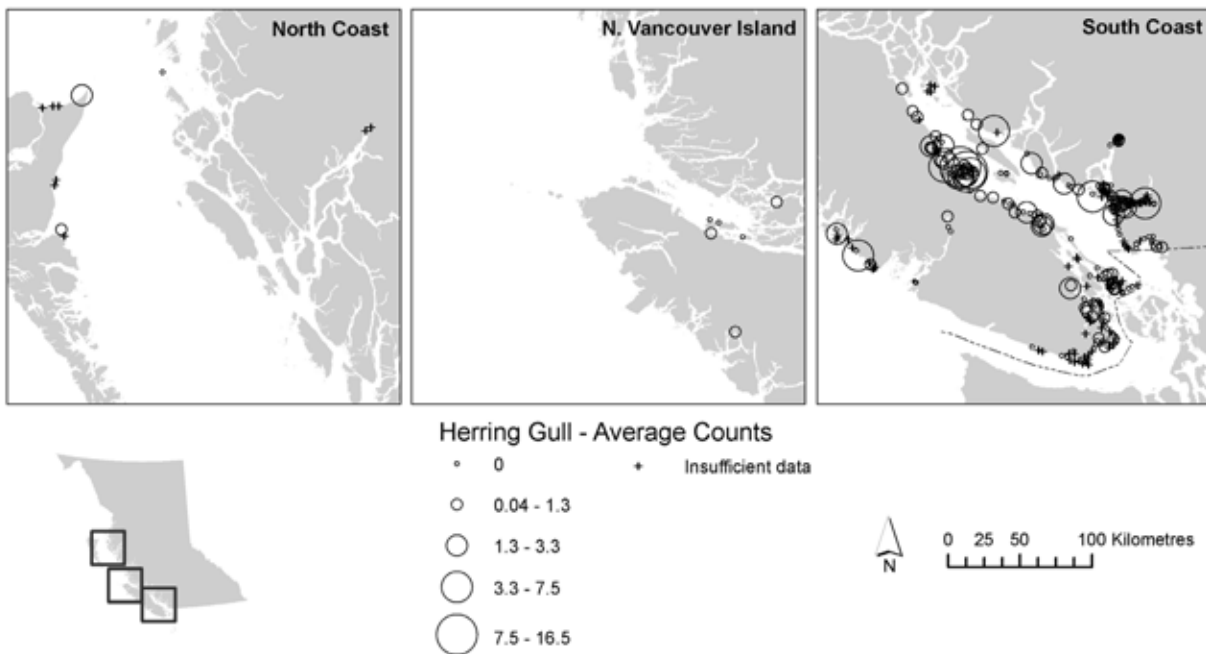 North Coast
N. Vancouver Island
South Coast
Herring Gull - Average Counts
0
Insufficient data
0.04 - 1.3
1.3 - 3.3
3.3 - 7.5
7.5 - 16.5
N
0 25 50 100 Kilometres